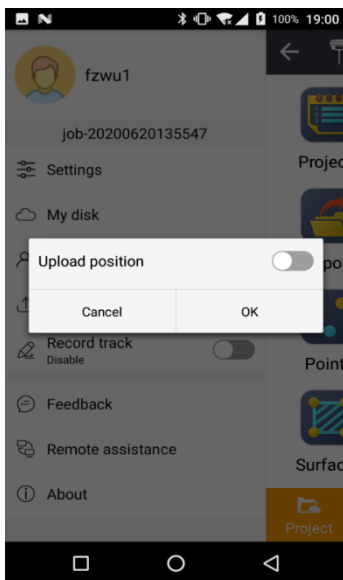 100% 19:00
fzwu1
job-20200620135547
Settings
My disk
Upload position
Cancel
OK
Record track
Disable
Feedback
Remote assistance
About
Projec
po
Point
Surfac
Project